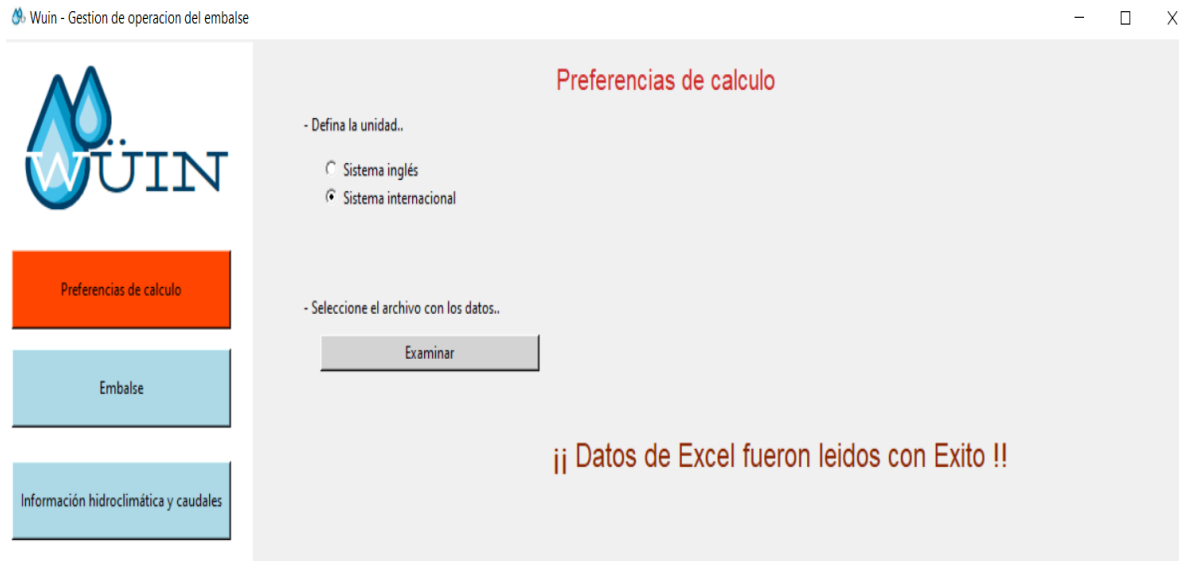 Wuin - Gestion de operacion del embalse
WÜIN
Preferencias de calculo
Embalse
Información hidroclimática y caudales
Preferencias de calculo
- Defina la unidad..
Sistema inglés
Sistema internacional
- Seleccione el archivo con los datos..
Examinar
¡¡ Datos de Excel fueron leidos con Exito !!